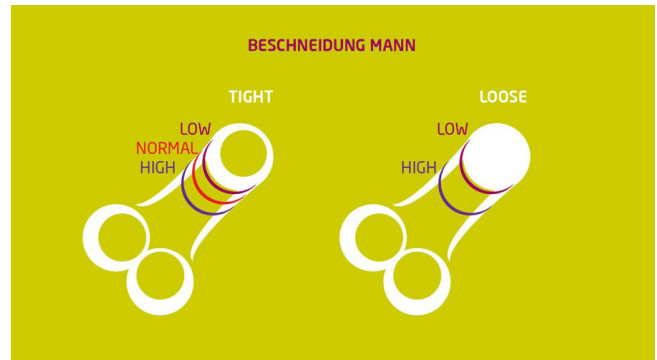 BESCHNEIDUNG MANN
TIGHT
LOW
NORMAL
HIGH
LOOSE
LOW
HIGH